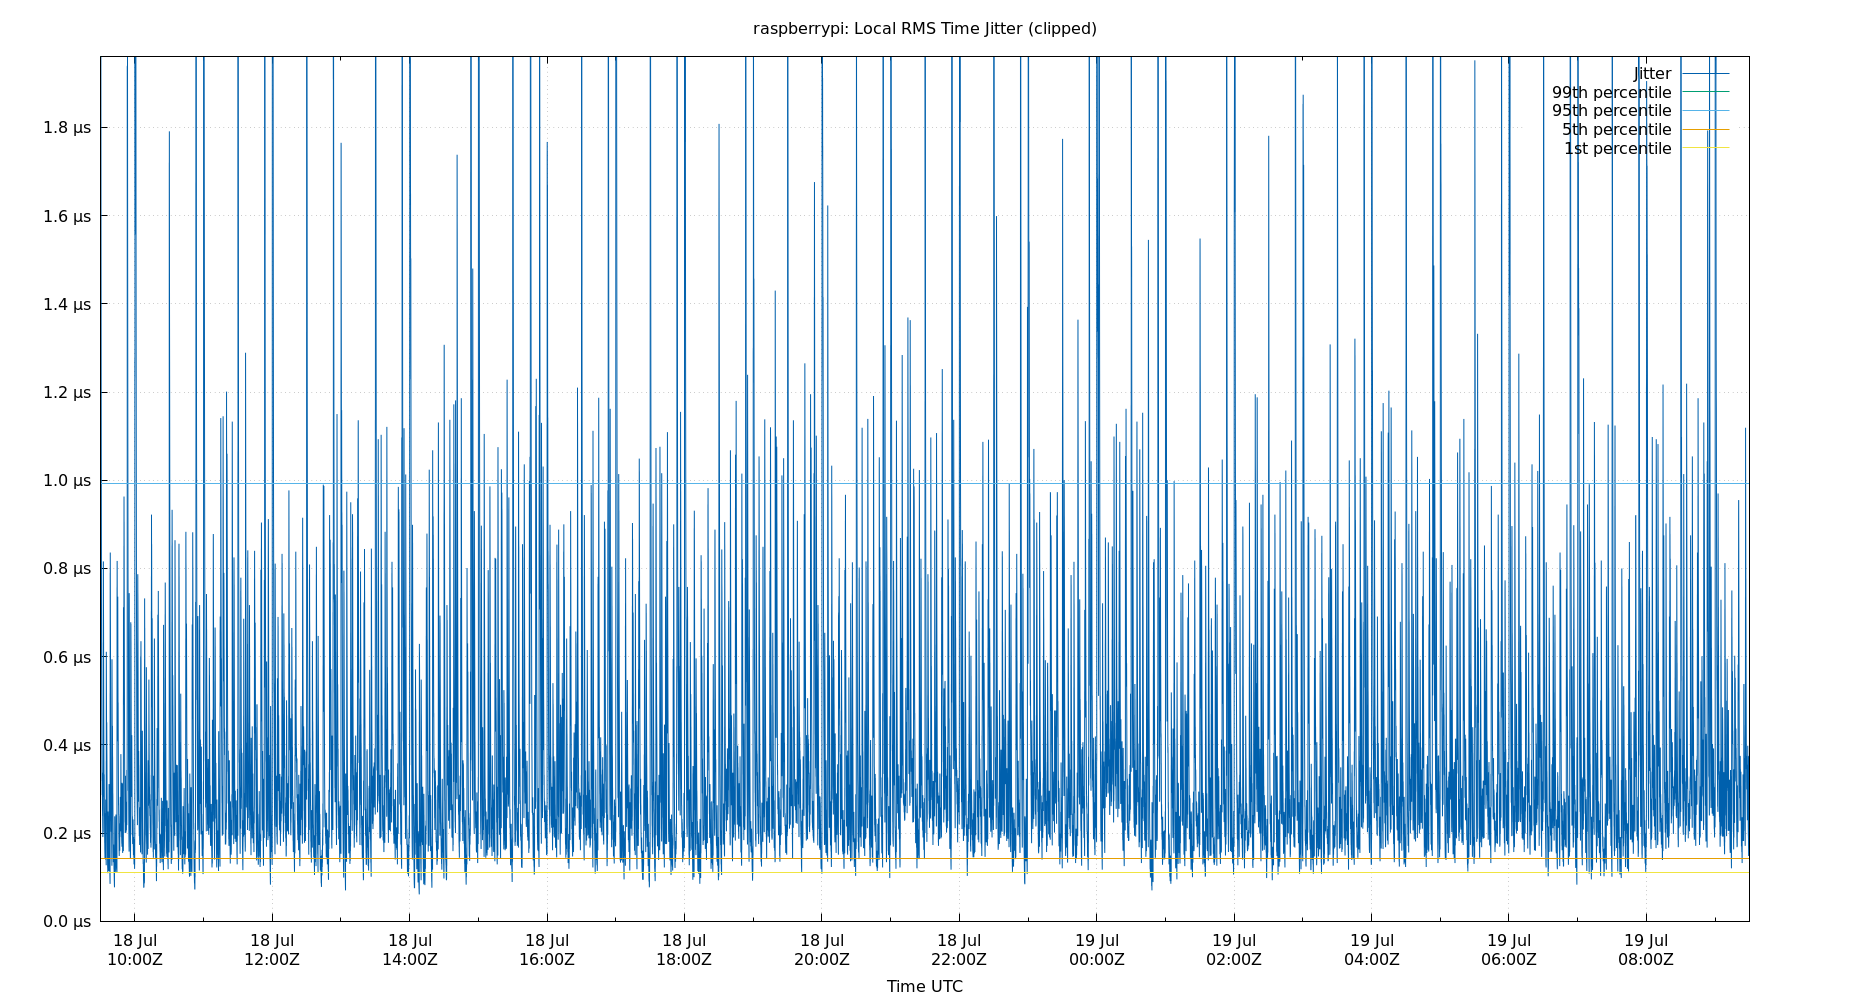 raspberrypi: Local RMS Time Jitter (clipped)
Jitter
99th percentile
95th percentile
5th percentile
1st percentile
1.8 μs
1.6 μs
1.4 μs
1.2 μs
1.0 μs
0.8 μs
0.6 μs
0.4 μs
0.2 μs
0.0 μs
18 Jul 18 Jul 18 Jul 18 Jul 18 Jul 18 Jul 18 Jul 19 Jul 19 Jul 19 Jul 19 Jul 19 Jul
10:00Z 12:00Z 14:00Z 16:00Z 18:00Z 20:00Z 22:00Z 00:00Z 02:00Z 04:00Z 06:00Z 08:00Z
Time UTC